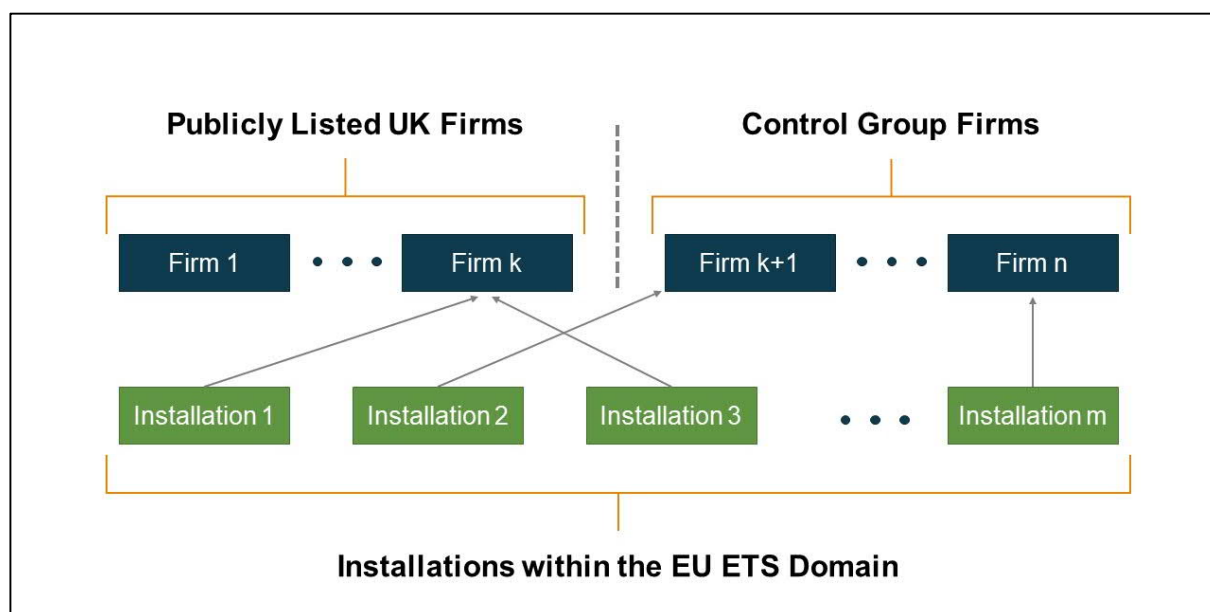 Publicly Listed UK Firms
Control Group Firms
Firm 1
• • •
Firm k
Firm k+1
• • •
Firm n
Installation 1
Installation 2
Installation 3
• • •
Installation m
Installations within the EU ETS Domain